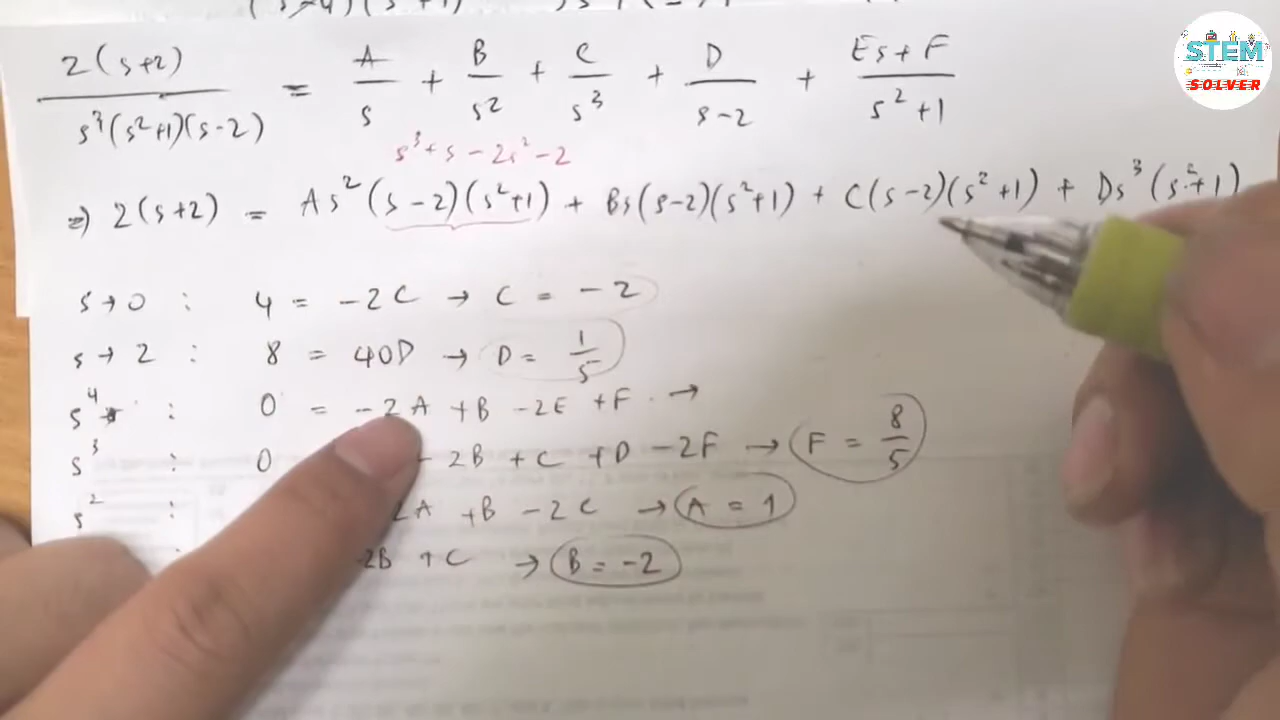 STEM
SOLVER
2(s+2) / s³(s²+1)(s-2) = A/s + B/s² + C/s³ + D/s-2 + Es+F/s²+1
s³+s-2s²-2
=) 2(s+2) = As²(s-2)(s²+1) + Bs(s-2)(s²+1) + C(s-2)(s²+1) + Ds³(s²+1)
s→0 : 4 = -2C → C = -2
s→2 : 8 = 40D → D = 1/5
s⁴ : 0 = -2A +B -2E +F →
s³ : 0 - 2B +C +D -2F → F = 8/5
s² : 2A +B -2C → A = 1
: -2B +C → B = -2